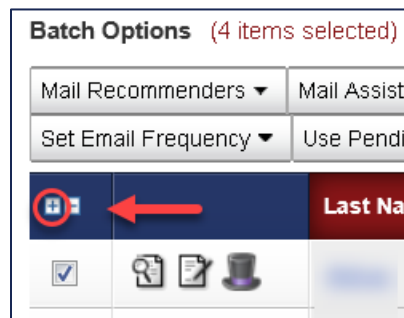 Batch Options (4 items selected)
Mail Recommenders Mail Assist
Set Email Frequency Use Pendi
Last Na